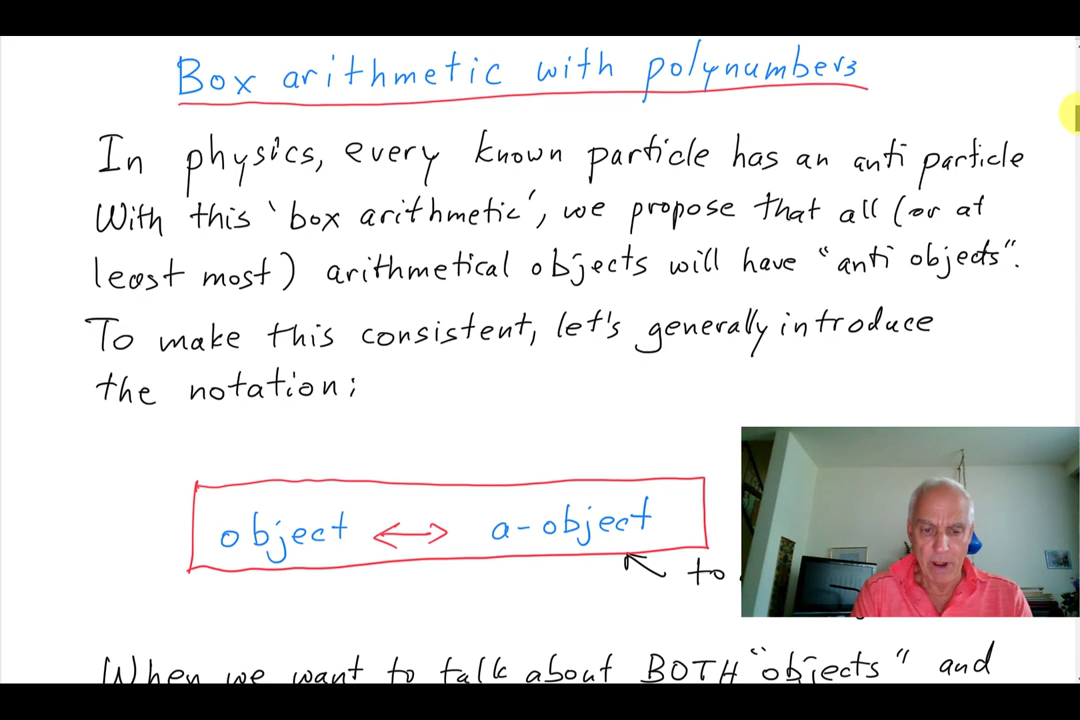 Box arithmetic with polynumbers
In physics, every known particle has an anti particle
With this 'box arithmetic', we propose that all (or at
least most) arithmetical objects will have "anti objects".
To make this consistent, let's generally introduce
the notation:
object ↔ a-object
to
When we want to talk about BOTH "objects" and